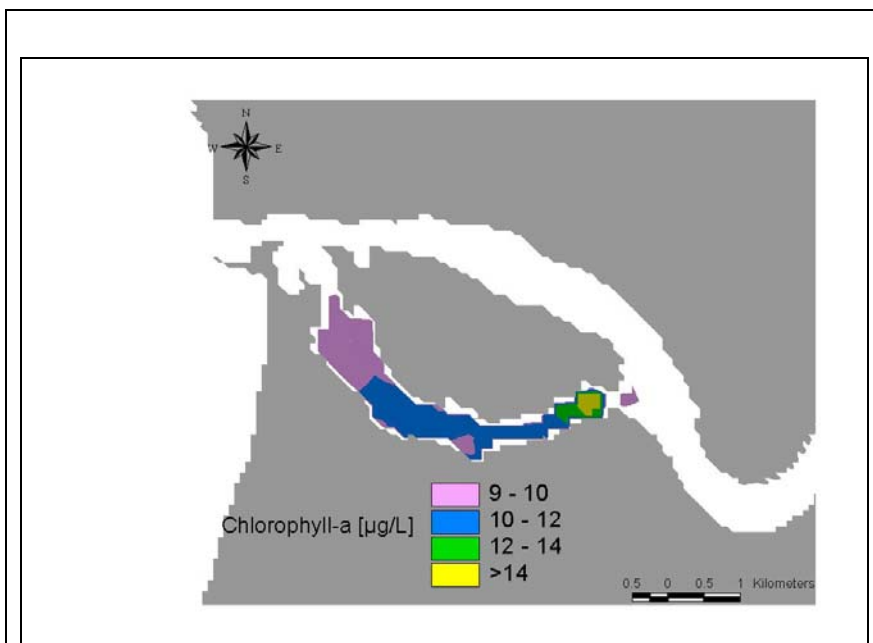 N
W E
S
Chlorophyll-a [µg/L]
9 - 10
10 - 12
12 - 14
>14
0.5 0 0.5 1 Kilometers